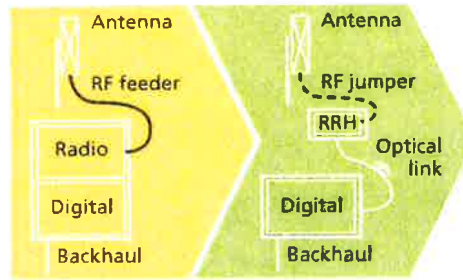 Antenna
RF feeder
Radio
Digital
Backhaul
Antenna
RF jumper
RRH
Optical
link
Digital
Backhaul